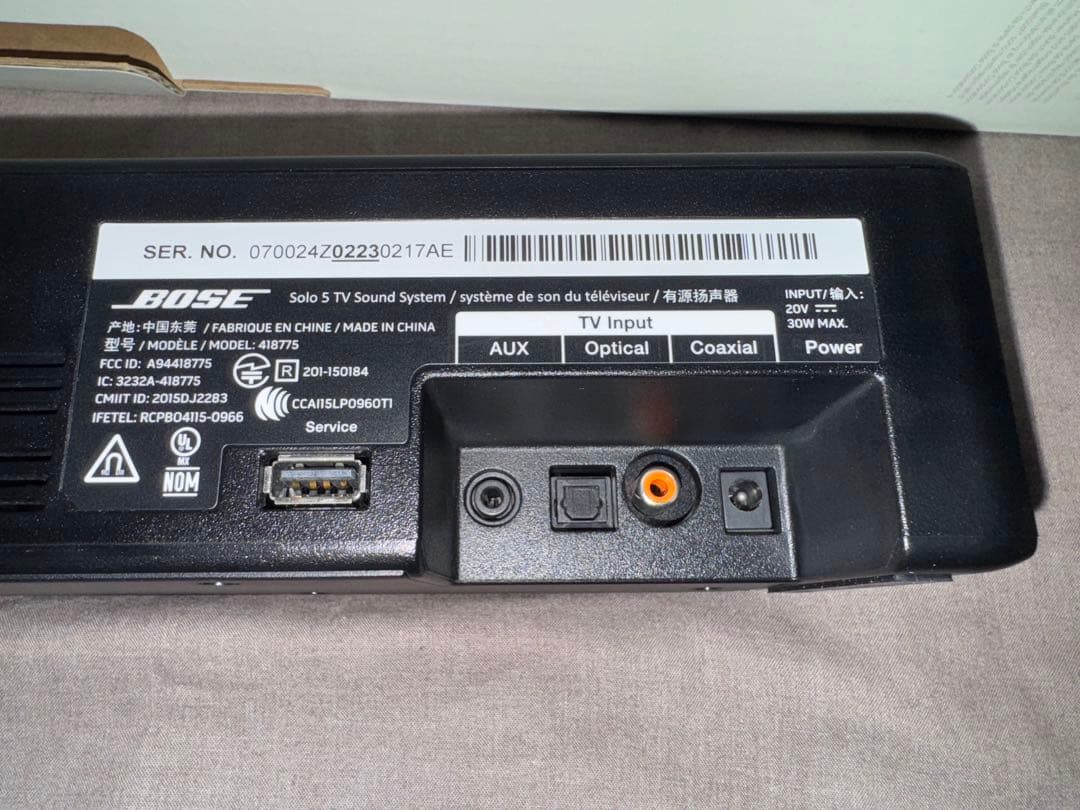 SER. NO. 070024Z02230217AE
BOSE Solo 5 TV Sound System / système de son du téléviseur / 有源扬声器
产地: 中国东莞 / FABRIQUE EN CHINE / MADE IN CHINA
型号 / MODÈLE / MODEL: 418775
FCC ID: A94418775
IC: 3232A-418775
CMIIT ID: 2015DJ2283
IFETEL: RCPBO4115-0966
R 201-150184
CCAI15LP0960T1
Service
UL
MX
NOM
TV Input
AUX Optical Coaxial
INPUT/输入:
20V
30W MAX.
Power